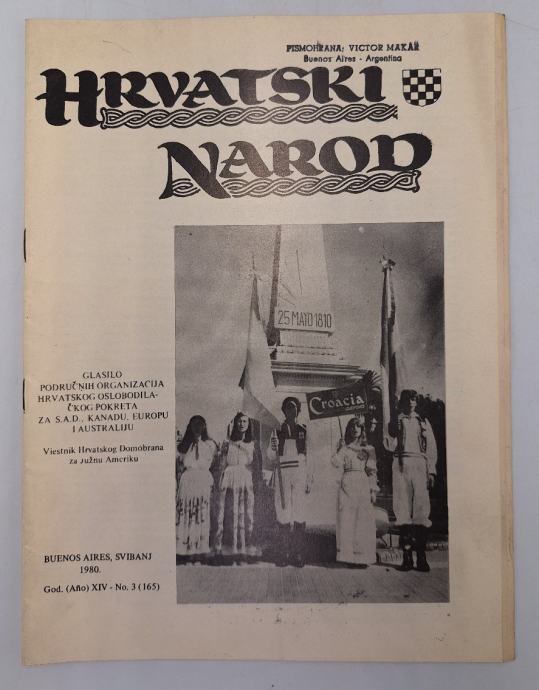 PISMOHRANA: VICTOR MAKAR
Buenos Aires - Argentina
HRVATSKI
NAROD
25 MAYO 1810
Croacia
GLASILO
PODRUČNIH ORGANIZACIJA
HRVATSKOG OSLOBODILA-
ČKOG POKRETA
ZA S.A.D., KANADU, EUROPU
I AUSTRALIJU
Viestnik Hrvatskog Domobrana
za Južnu Ameriku
BUENOS AIRES, SVIBANJ
1980.
God. (Año) XIV - No. 3 (165)